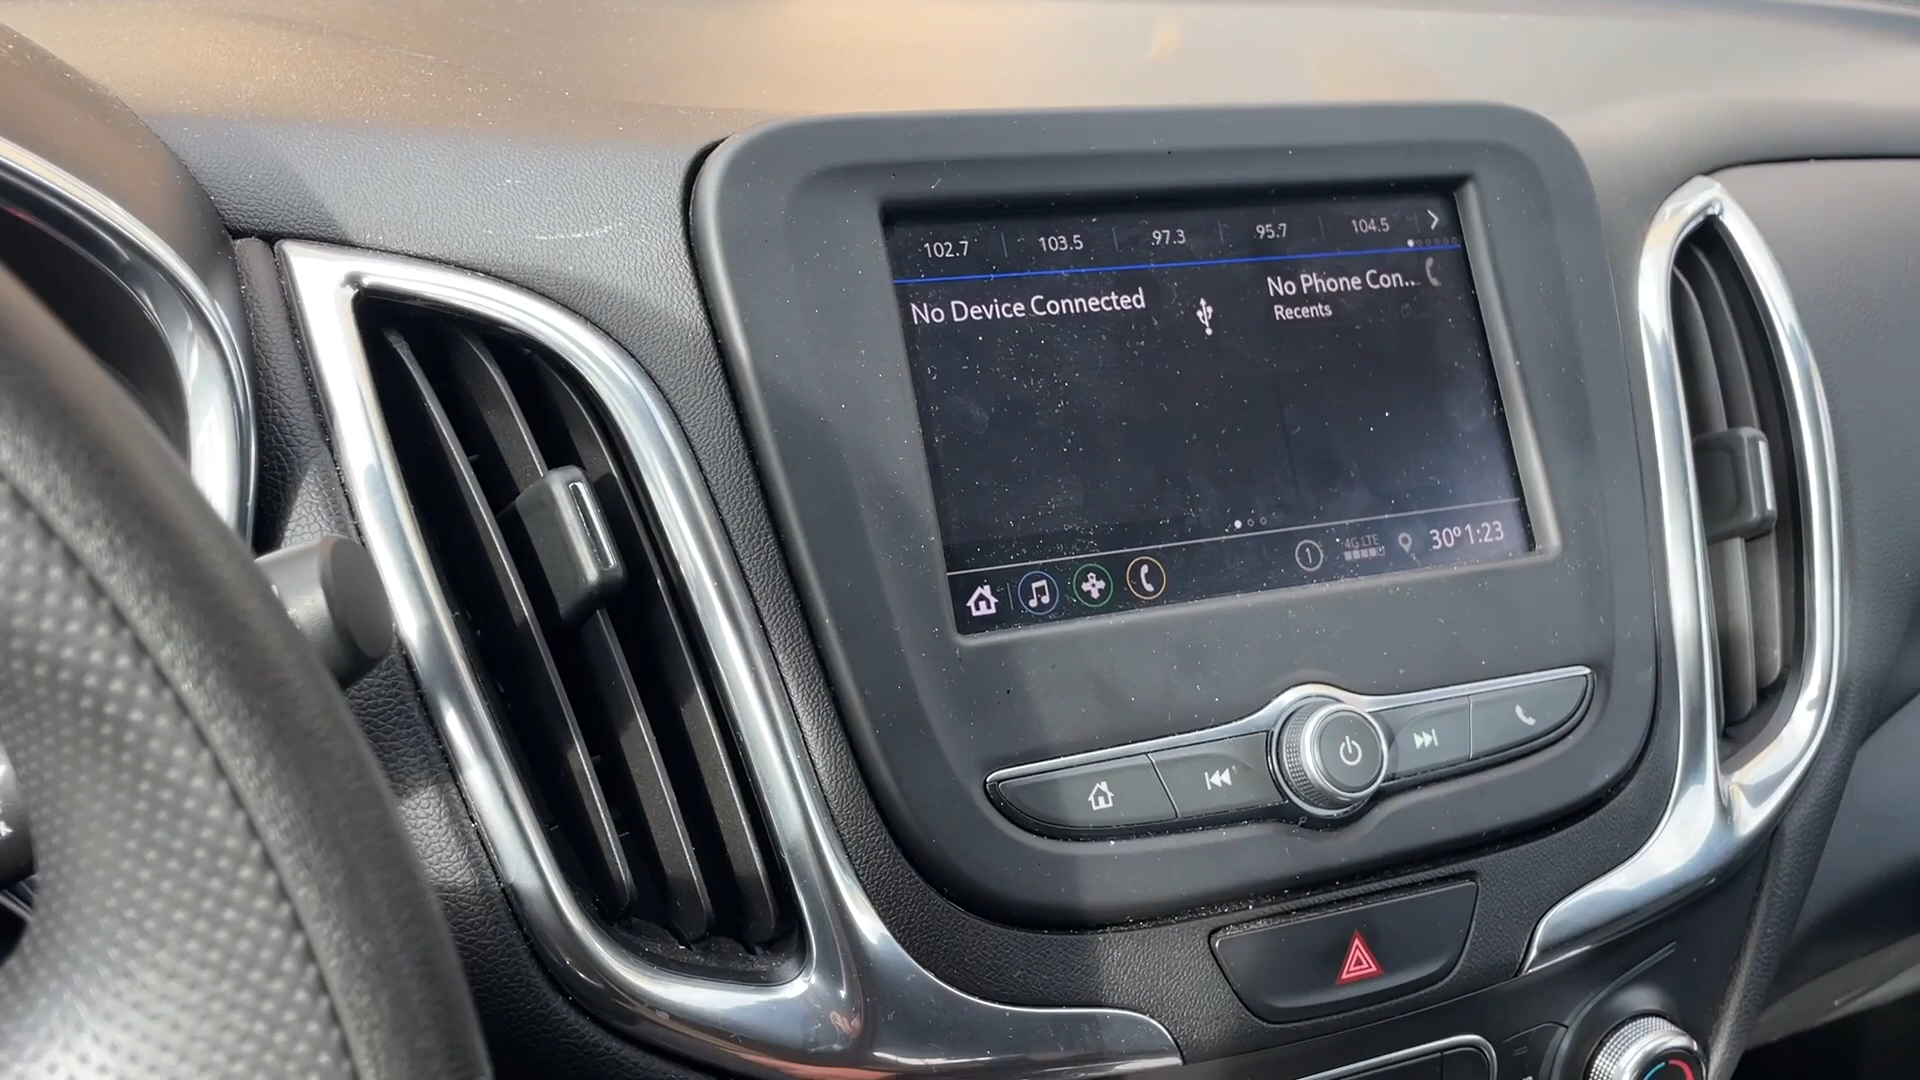 102.7 103.5 97.3 95.7 104.5
No Device Connected
No Phone Con...
Recents
1 4G LTE 30° 1:23